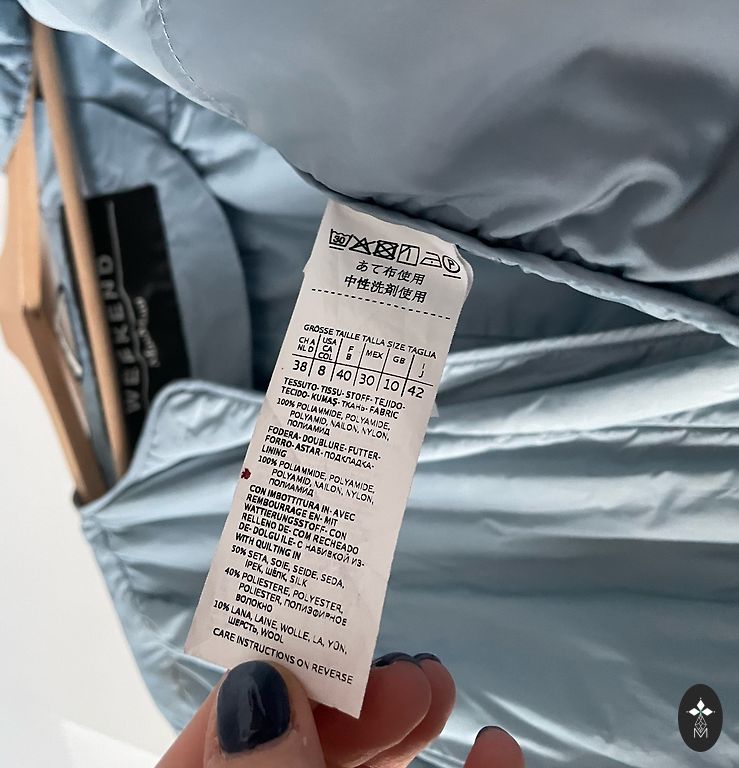 WEEKEND
MaxMara
30
あて布使用
中性洗剤使用
GRÖSSE TAILLE TALLA SIZE TAGLIA
CH A NL D USA CA COL F B MEX GB I J
38 8 40 30 10 42
TESSUTO- TISSU- STOFF- TEJIDO-
TECIDO- KUMAŞ- ТКАНЬ- FABRIC
100% POLIAMMIDE, POLYAMIDE,
POLYAMID, NAILON, NYLON,
ПОЛИАМИД
FODERA- DOUBLURE- FUTTER-
FORRO- ASTAR- ПОДКЛАДКА-
LINING
100% POLIAMMIDE, POLYAMIDE,
POLYAMID, NAILON, NYLON,
ПОЛИАМИД
CON IMBOTTITURA IN- AVEC
REMBOURRAGE EN- MIT
WATTIERUNGSSTOFF- CON
RELLENO DE- COM RECHEADO
DE- DOLGU ILE- С НАБИВКОЙ ИЗ-
WITH QUILTING IN
50% SETA, SOIE, SEIDE, SEDA,
IPEK, ШЁЛК, SILK
40% POLIESTERE, POLYESTER,
POLIESTER, ПОЛИЭФИРНОЕ
ВОЛОКНО
10% LANA, LAINE, WOLLE, LA, YÜN,
ШЕРСТЬ, WOOL
CARE INSTRUCTIONS ON REVERSE